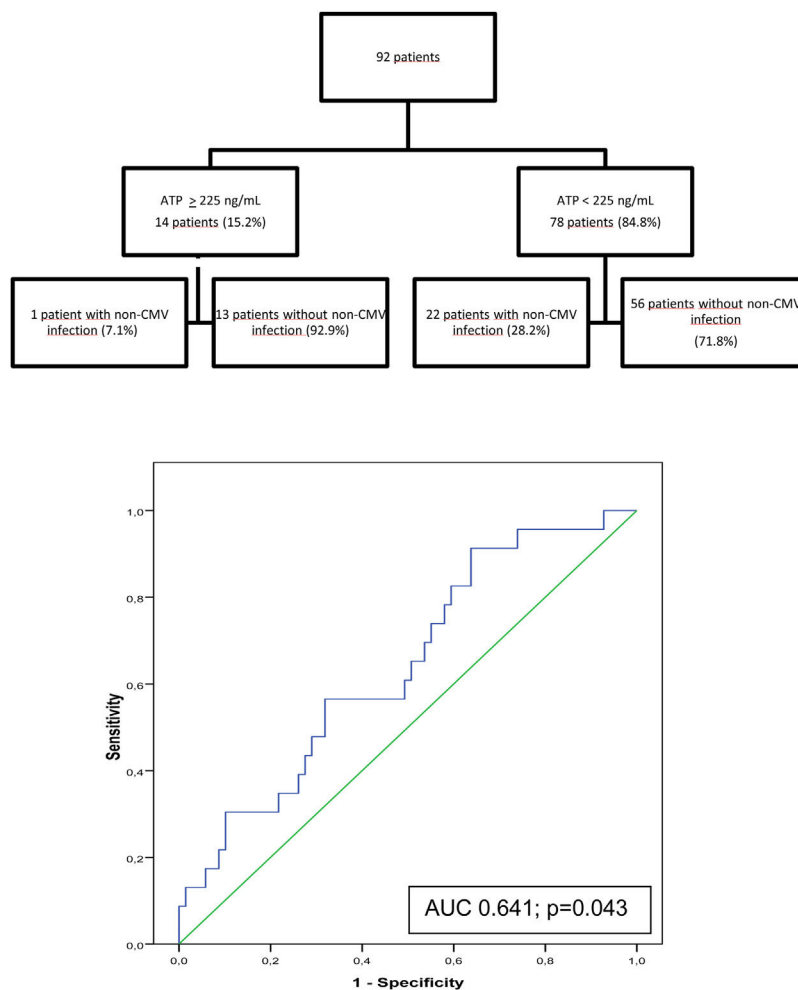 92 patients
ATP ≥ 225 ng/mL
14 patients (15.2%)
ATP < 225 ng/mL
78 patients (84.8%)
1 patient with non-CMV
infection (7.1%)
13 patients without non-CMV
infection (92.9%)
22 patients with non-CMV
infection (28.2%)
56 patients without non-CMV
infection
(71.8%)
1,0
0,8
0,6
0,4
0,2
0,0
Sensitivity
AUC 0.641; p=0.043
0,0 0,2 0,4 0,6 0,8 1,0
1 - Specificity